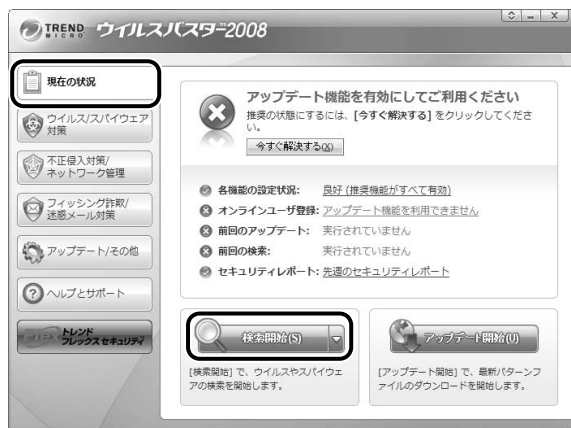 TREND MICRO ウイルスバスター2008
現在の状況
ウイルス/スパイウェア
対策
不正侵入対策/
ネットワーク管理
フィッシング詐欺/
迷惑メール対策
アップデート/その他
ヘルプとサポート
Flex トレンド
フレックス セキュリティ
アップデート機能を有効にしてご利用ください
推奨の状態にするには、[今すぐ解決する] をクリックしてくださ
い。
今すぐ解決する(X)
各機能の設定状況: 良好 (推奨機能がすべて有効)
オンラインユーザ登録: アップデート機能を利用できません
前回のアップデート: 実行されていません
前回の検索: 実行されていません
セキュリティレポート: 先週のセキュリティレポート
検索開始(S)
[検索開始] で、ウイルスやスパイウェ
アの検索を開始します。
アップデート開始(U)
[アップデート開始] で、最新パターンフ
ァイルのダウンロードを開始します。